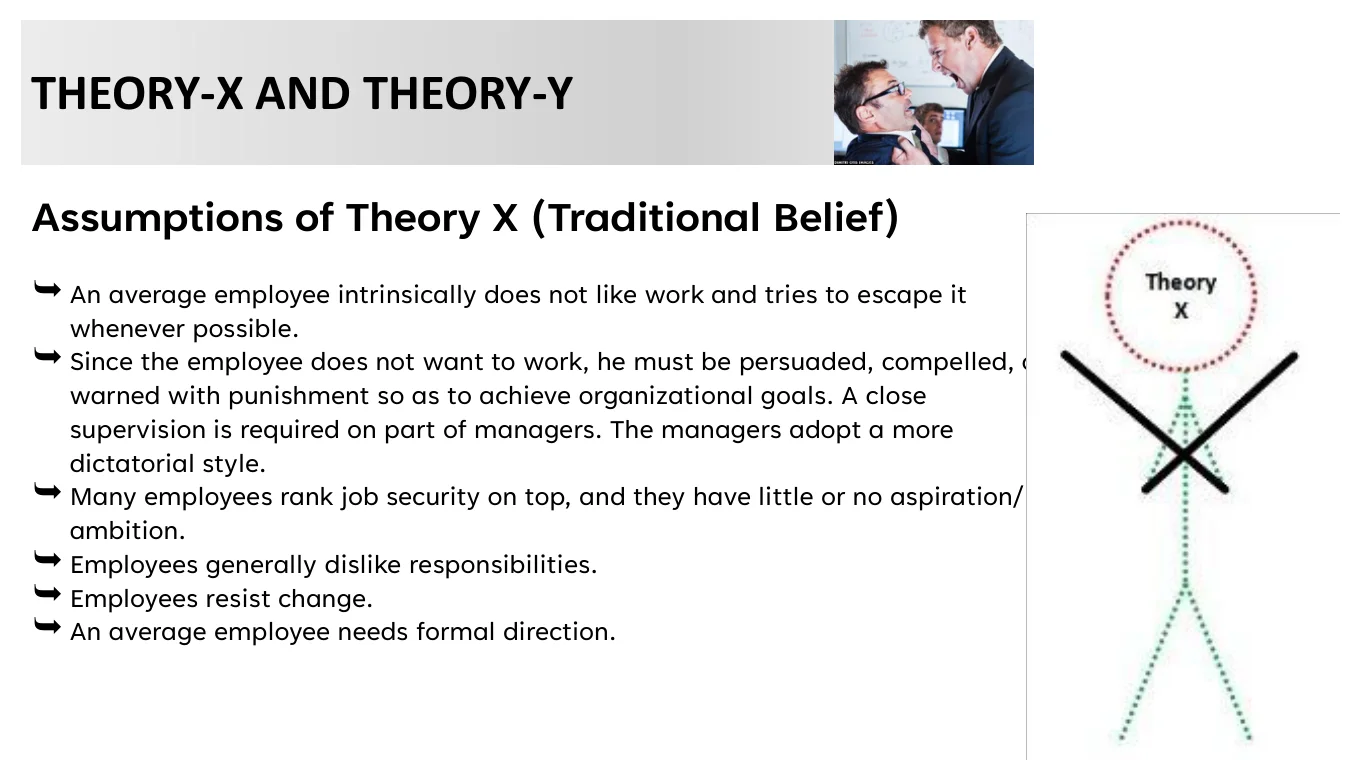 THEORY-X AND THEORY-Y
Assumptions of Theory X (Traditional Belief)
➥ An average employee intrinsically does not like work and tries to escape it
whenever possible.
➥ Since the employee does not want to work, he must be persuaded, compelled,
warned with punishment so as to achieve organizational goals. A close
supervision is required on part of managers. The managers adopt a more
dictatorial style.
➥ Many employees rank job security on top, and they have little or no aspiration/
ambition.
➥ Employees generally dislike responsibilities.
➥ Employees resist change.
➥ An average employee needs formal direction.
Theory
X